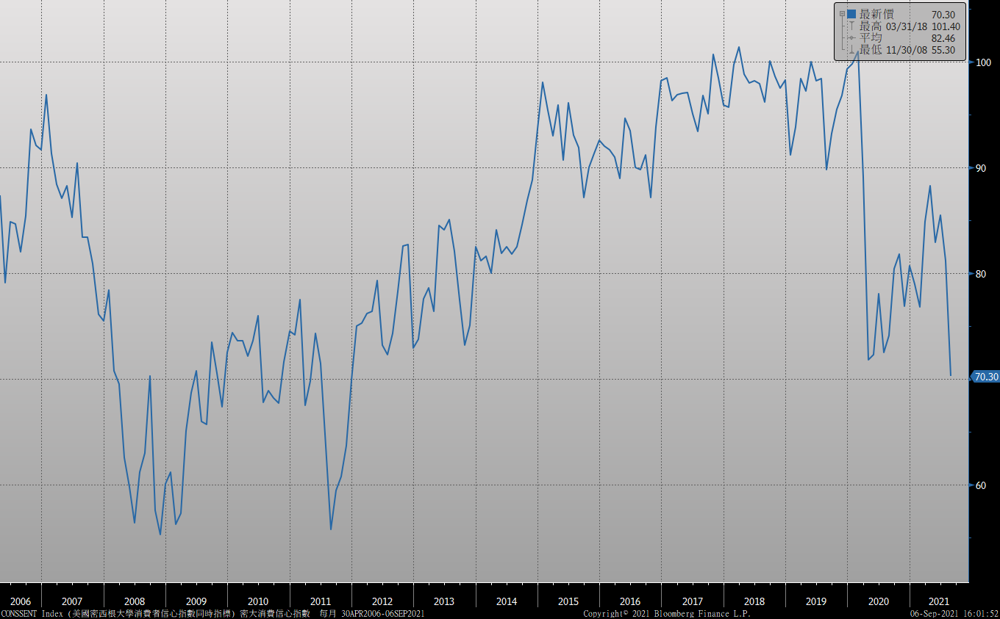 最新價 70.30
最高 03/31/18 101.40
平均 82.46
最低 11/30/08 55.30
100
90
80
70.30
60
2006 2007 2008 2009 2010 2011 2012 2013 2014 2015 2016 2017 2018 2019 2020 2021
CONSSENT Index (美國密西根大學消費者信心指數同時指標) 密大消費信心指數 每月 30APR2006-06SEP2021 Copyright© 2021 Bloomberg Finance L.P. 06-Sep-2021 16:01:52